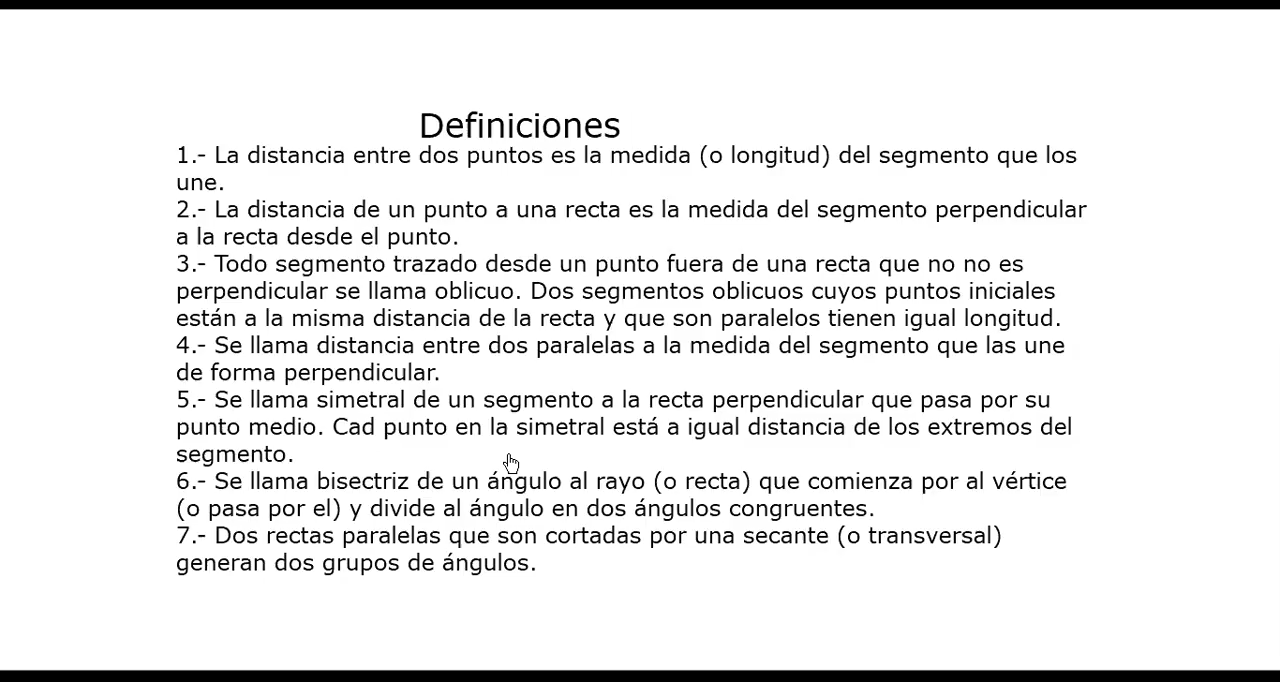 Definiciones
1.- La distancia entre dos puntos es la medida (o longitud) del segmento que los
une.
2.- La distancia de un punto a una recta es la medida del segmento perpendicular
a la recta desde el punto.
3.- Todo segmento trazado desde un punto fuera de una recta que no no es
perpendicular se llama oblicuo. Dos segmentos oblicuos cuyos puntos iniciales
están a la misma distancia de la recta y que son paralelos tienen igual longitud.
4.- Se llama distancia entre dos paralelas a la medida del segmento que las une
de forma perpendicular.
5.- Se llama simetral de un segmento a la recta perpendicular que pasa por su
punto medio. Cad punto en la simetral está a igual distancia de los extremos del
segmento.
6.- Se llama bisectriz de un ángulo al rayo (o recta) que comienza por al vértice
(o pasa por el) y divide al ángulo en dos ángulos congruentes.
7.- Dos rectas paralelas que son cortadas por una secante (o transversal)
generan dos grupos de ángulos.